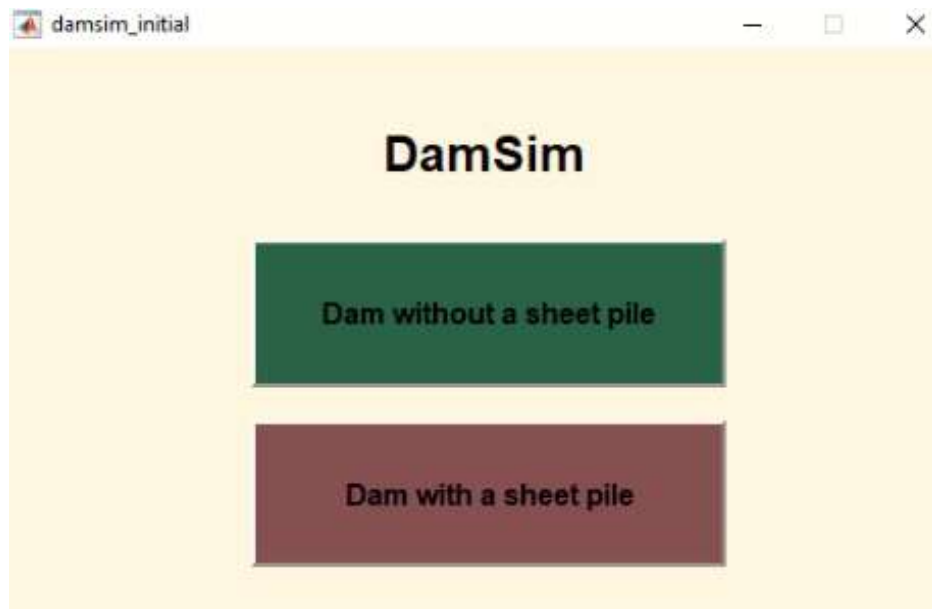 damsim_initial
DamSim
Dam without a sheet pile
Dam with a sheet pile